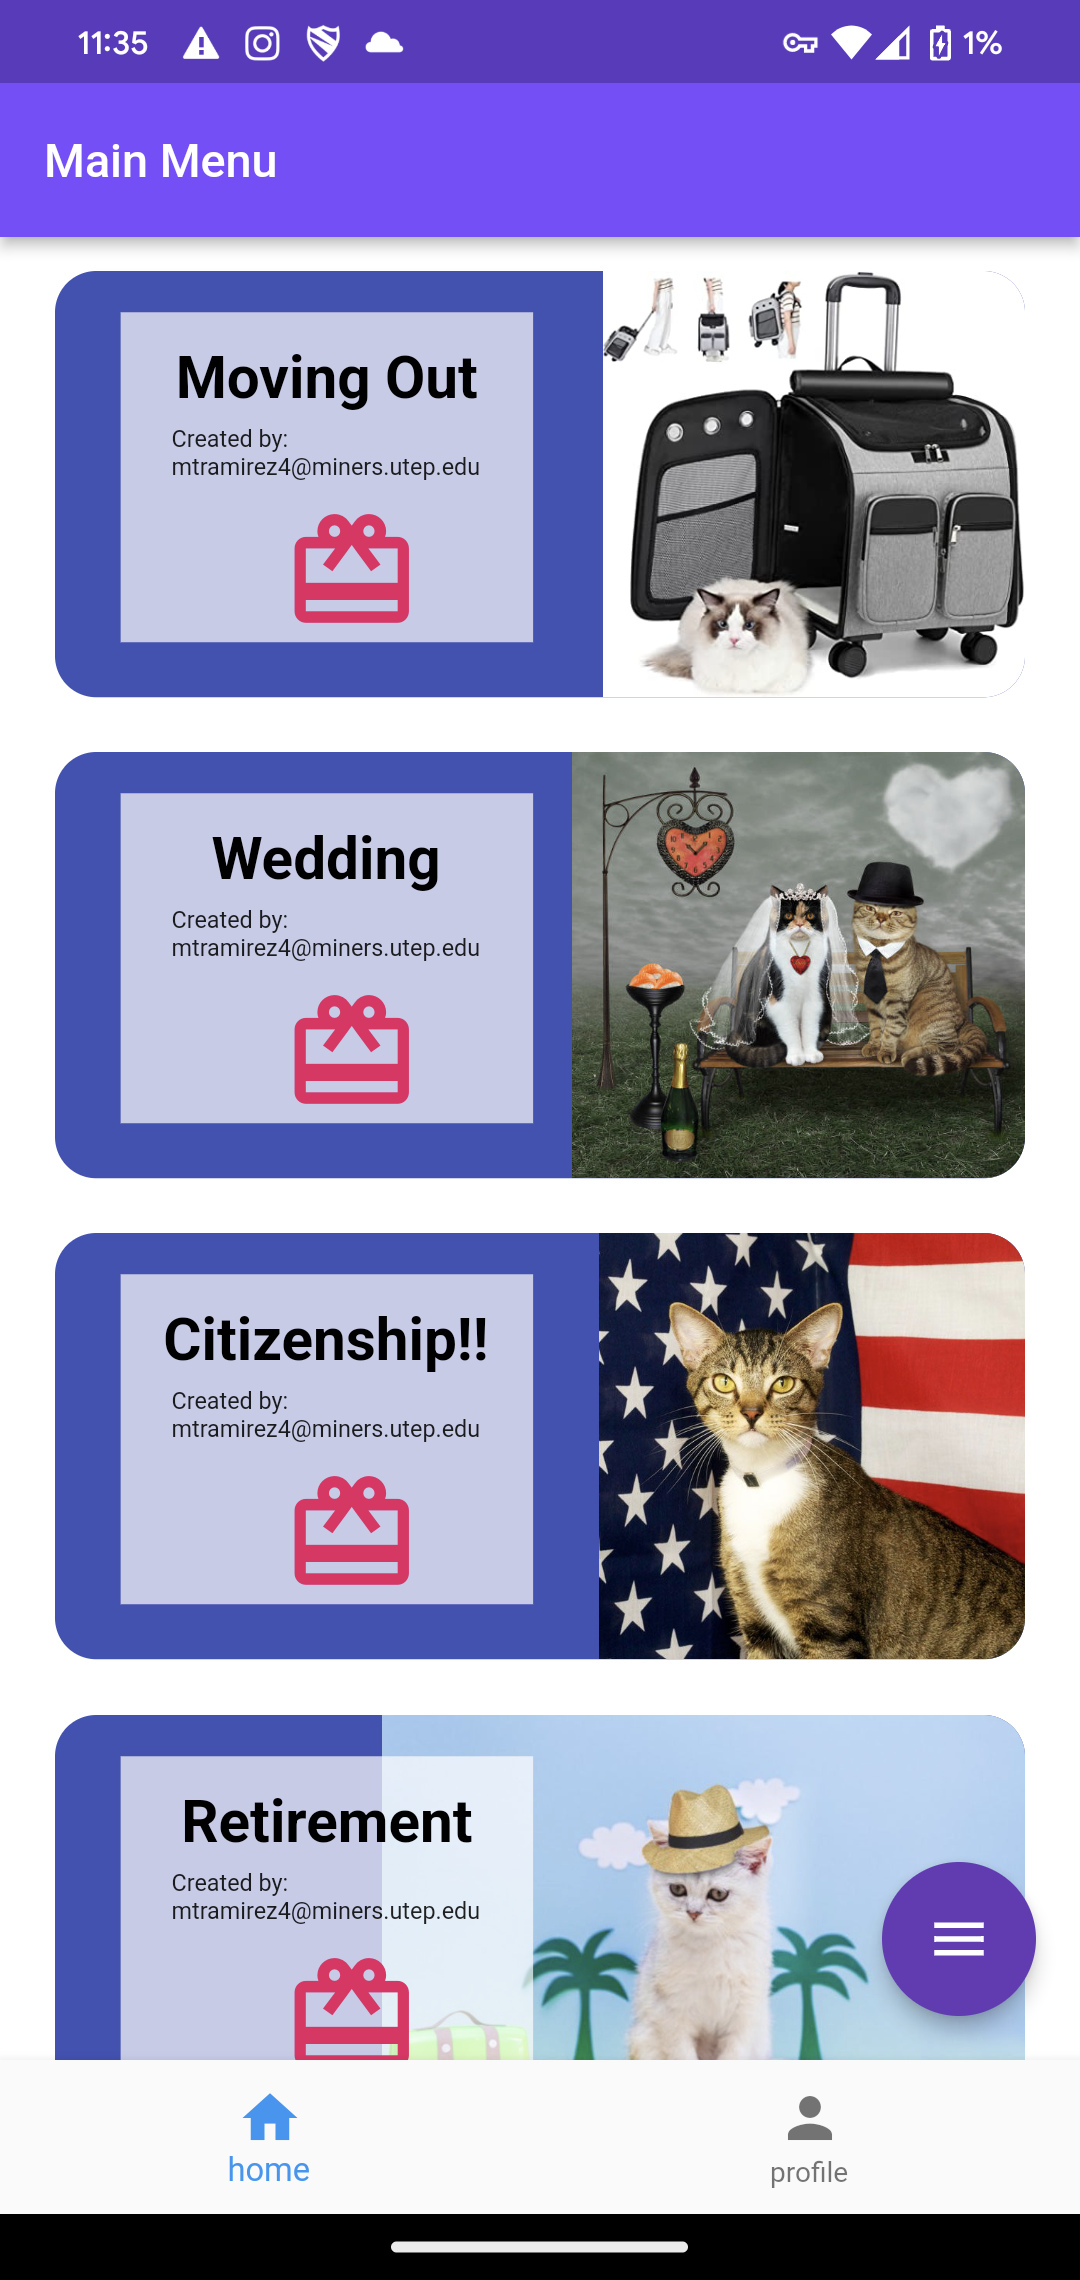 11:35
1%
Main Menu
Moving Out
Created by:
mtramirez4@miners.utep.edu
Wedding
Created by:
mtramirez4@miners.utep.edu
Citizenship!!
Created by:
mtramirez4@miners.utep.edu
Retirement
Created by:
mtramirez4@miners.utep.edu
home
profile